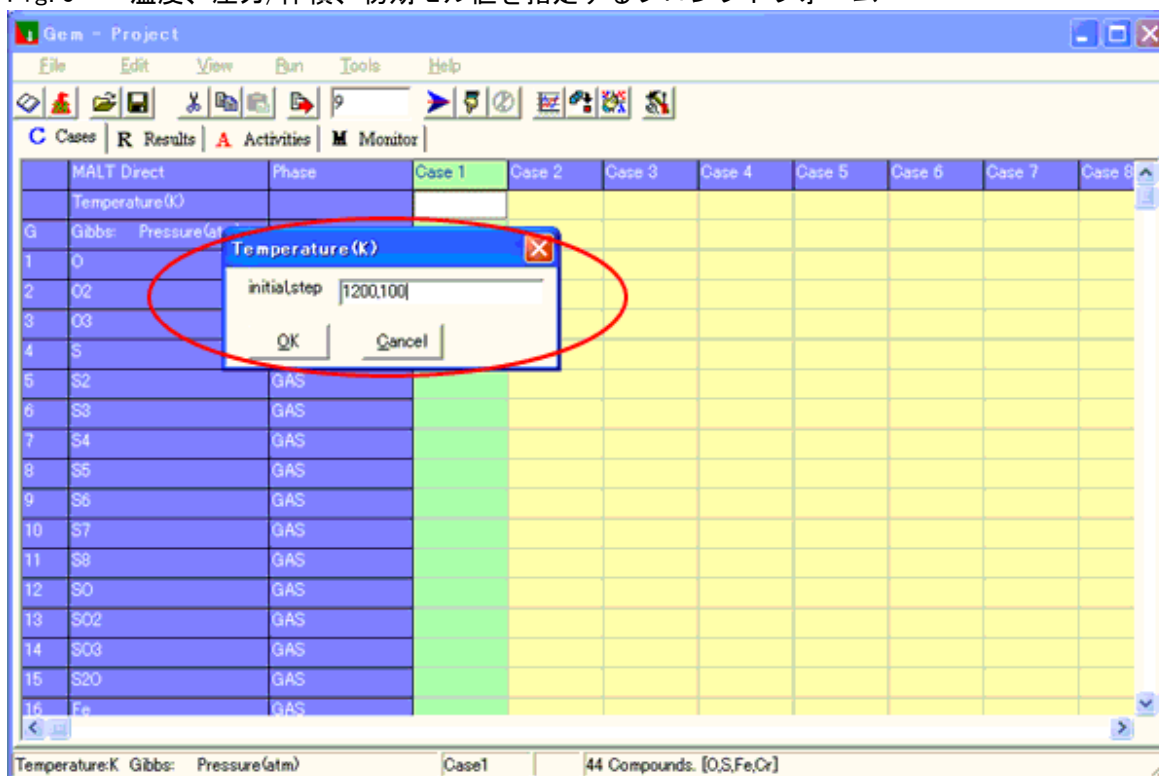 Gem - Project
File Edit View Run Tools Help
9
C Cases R Results A Activities M Monitor
MALT Direct Phase Case 1 Case 2 Case 3 Case 4 Case 5 Case 6 Case 7 Case 8
Temperature(K)
G Gibbs: Pressure(at
Temperature(K)
1 O
initial,step 1200,100
2 O2
3 O3
OK Cancel
4 S
5 S2 GAS
6 S3 GAS
7 S4 GAS
8 S5 GAS
9 S6 GAS
10 S7 GAS
11 S8 GAS
12 SO GAS
13 SO2 GAS
14 SO3 GAS
15 S2O GAS
16 Fe GAS
Temperature:K Gibbs: Pressure(atm) Case1 44 Compounds. [O,S,Fe,Cr]